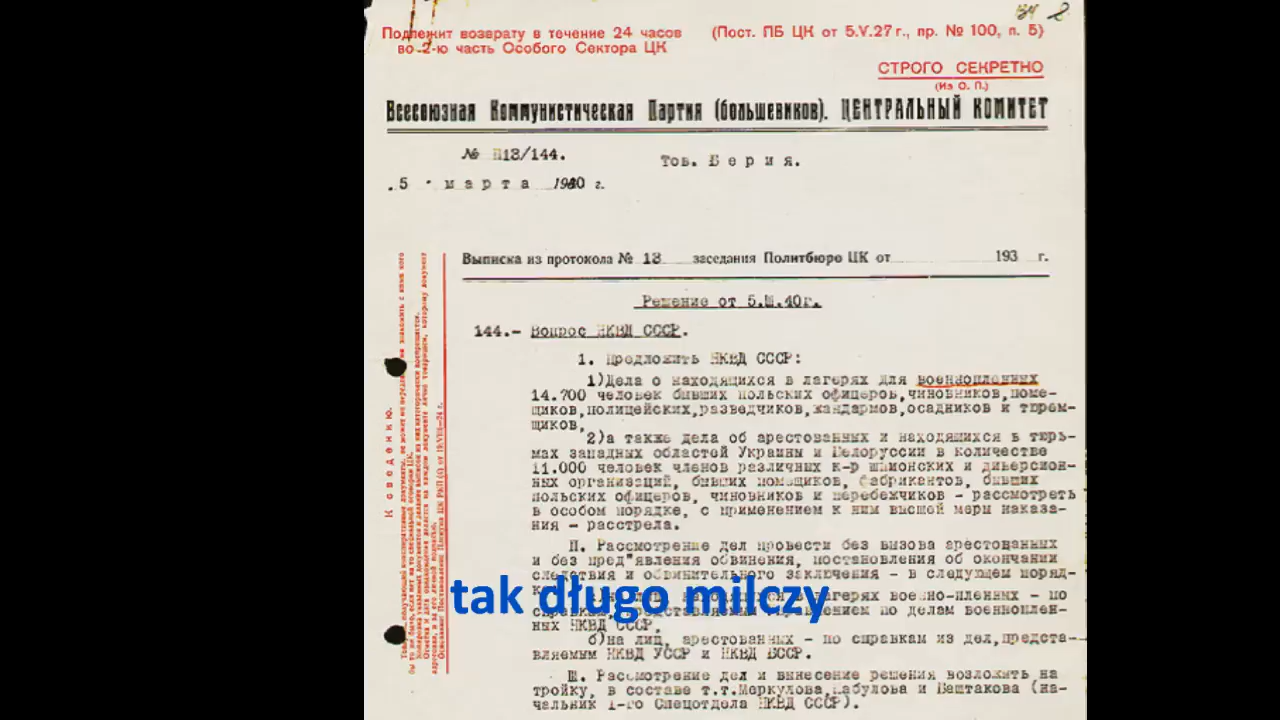 Подлежит возврату в течение 24 часов
во 2-ю часть Особого Сектора ЦК
(Пост. ПБ ЦК от 5.V.27 г., пр. № 100, п. 5)
СТРОГО СЕКРЕТНО
(Из О. П.)
Всесоюзная Коммунистическая Партия (большевиков). ЦЕНТРАЛЬНЫЙ КОМИТЕТ
№ П13/144.
Тов. Берия.
5 марта 1940 г.
Выписка из протокола № 13 заседания Политбюро ЦК от 193 г.
Решение от 5.III.40г.
144.- Вопрос НКВД СССР.
1. Предложить НКВД СССР:
1)Дела о находящихся в лагерях для военнопленных
14.700 человек бывших польских офицеров,чиновников,поме-
щиков,полицейских,разведчиков,жандармов,осадников и тюрем-
щиков,
2)а также дела об арестованных и находящихся в тюрь-
мах западных областей Украины и Белоруссии в количестве
11.000 человек членов различных к-р шпионских и диверсион-
ных организаций, бывших помещиков, фабрикантов, бывших
польских офицеров, чиновников и перебежчиков - рассмотреть
в особом порядке, с применением к ним высшей меры наказа-
ния - расстрела.
П. Рассмотрение дел провести без вызова арестованных
и без пред"явления обвинения, постановления об окончании
следствия и обвинительного заключения - в следующем поряд-
лагерях военно-пленных - по
по делам военноплен-
ных НКВД СССР,
б)на лиц, арестованных - по справкам из дел,предста-
вляемым НКВД УССР и НКВД БССР.
Ш. Рассмотрение дел и вынесение решения возложить на
тройку, в составе т.т.Меркулова, и Баштакова (на-
чальник 1-го Спецотдела НКВД СССР).
К сведению.
tak długo milczy